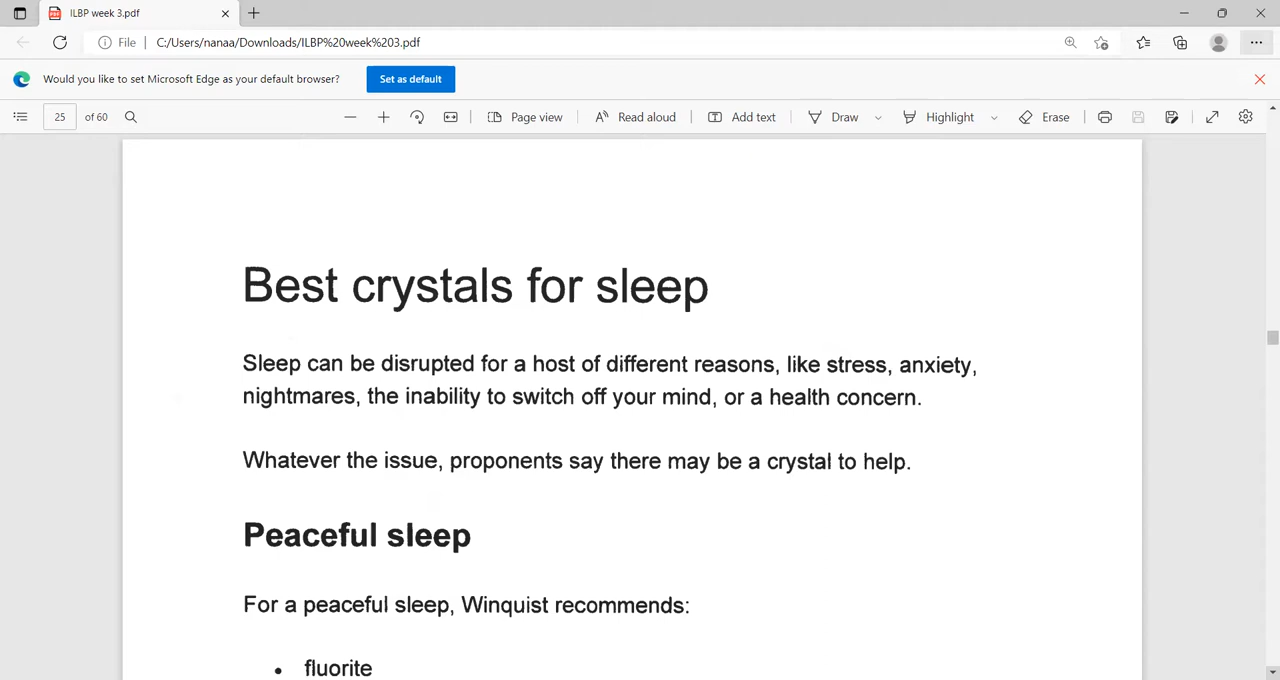 ILBP week 3.pdf
File C:/Users/nanaa/Downloads/ILBP%20week%203.pdf
Would you like to set Microsoft Edge as your default browser? Set as default
25 of 60 Page view Read aloud Add text Draw Highlight Erase
Best crystals for sleep
Sleep can be disrupted for a host of different reasons, like stress, anxiety,
nightmares, the inability to switch off your mind, or a health concern.
Whatever the issue, proponents say there may be a crystal to help.
Peaceful sleep
For a peaceful sleep, Winquist recommends:
• fluorite